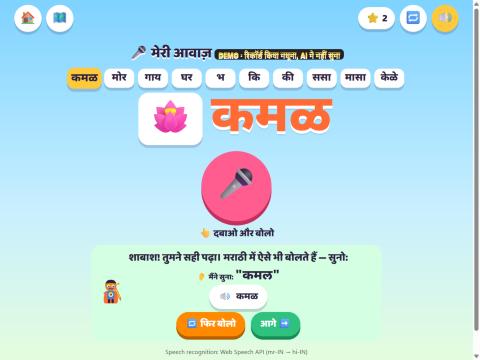 2
मेरी आवाज़ DEMO · रिकॉर्ड किया नमूना, AI ने नहीं सुना
कमळ मोर गाय घर भ कि की ससा मासा केळे
कमळ
दबाओ और बोलो
शाबाश! तुमने सही पढ़ा। मराठी में ऐसे भी बोलते हैं — सुनो:
मैंने सुना: "कमल"
कमळ
फिर बोलो आगे
Speech recognition: Web Speech API (mr-IN → hi-IN)